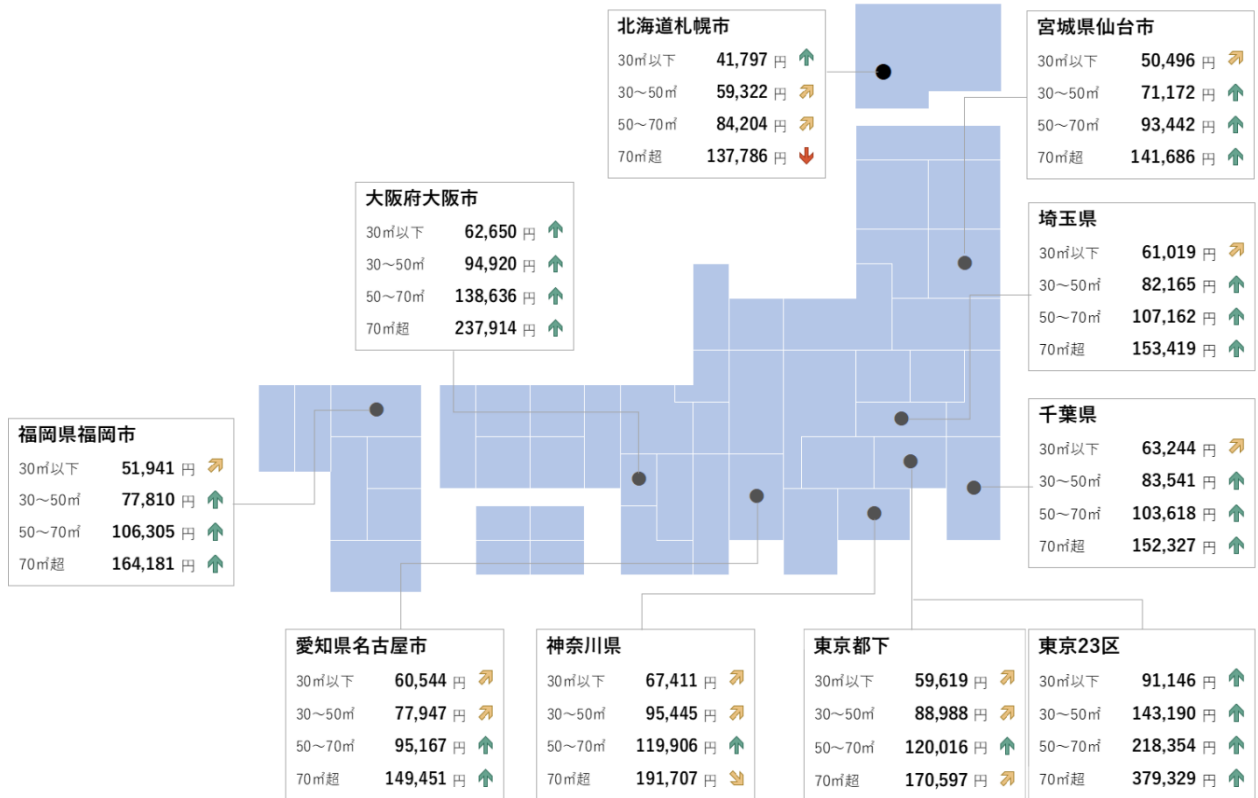 北海道札幌市
30㎡以下 41,797 円
30～50㎡ 59,322 円
50～70㎡ 84,204 円
70㎡超 137,786 円
宮城県仙台市
30㎡以下 50,496 円
30～50㎡ 71,172 円
50～70㎡ 93,442 円
70㎡超 141,686 円
大阪府大阪市
30㎡以下 62,650 円
30～50㎡ 94,920 円
50～70㎡ 138,636 円
70㎡超 237,914 円
埼玉県
30㎡以下 61,019 円
30～50㎡ 82,165 円
50～70㎡ 107,162 円
70㎡超 153,419 円
福岡県福岡市
30㎡以下 51,941 円
30～50㎡ 77,810 円
50～70㎡ 106,305 円
70㎡超 164,181 円
千葉県
30㎡以下 63,244 円
30～50㎡ 83,541 円
50～70㎡ 103,618 円
70㎡超 152,327 円
愛知県名古屋市
30㎡以下 60,544 円
30～50㎡ 77,947 円
50～70㎡ 95,167 円
70㎡超 149,451 円
神奈川県
30㎡以下 67,411 円
30～50㎡ 95,445 円
50～70㎡ 119,906 円
70㎡超 191,707 円
東京都下
30㎡以下 59,619 円
30～50㎡ 88,988 円
50～70㎡ 120,016 円
70㎡超 170,597 円
東京23区
30㎡以下 91,146 円
30～50㎡ 143,190 円
50～70㎡ 218,354 円
70㎡超 379,329 円